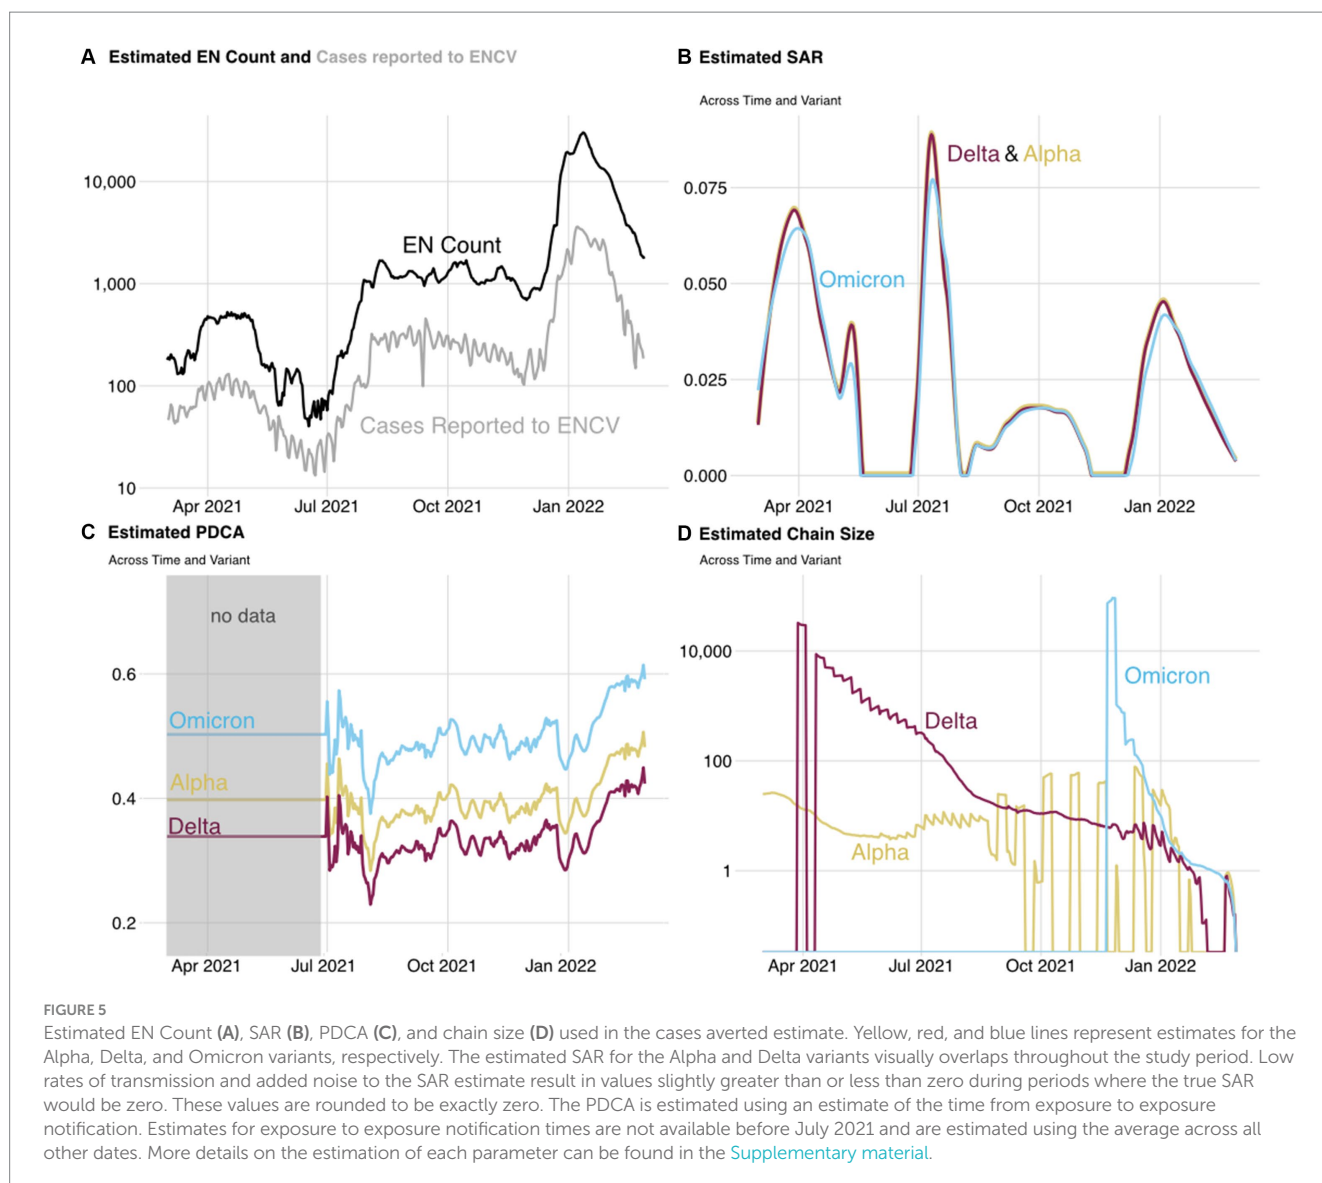 A Estimated EN Count and Cases reported to ENCV
10,000
1,000
100
10
EN Count
Cases Reported to ENCV
Apr 2021 Jul 2021 Oct 2021 Jan 2022
B Estimated SAR
Across Time and Variant
0.075
0.050
0.025
0.000
Delta & Alpha
Omicron
Apr 2021 Jul 2021 Oct 2021 Jan 2022
C Estimated PDCA
Across Time and Variant
no data
0.6
0.4
0.2
Omicron
Alpha
Delta
Apr 2021 Jul 2021 Oct 2021 Jan 2022
D Estimated Chain Size
Across Time and Variant
10,000
100
1
Omicron
Delta
Alpha
Apr 2021 Jul 2021 Oct 2021 Jan 2022
FIGURE 5
Estimated EN Count (A), SAR (B), PDCA (C), and chain size (D) used in the cases averted estimate. Yellow, red, and blue lines represent estimates for the
Alpha, Delta, and Omicron variants, respectively. The estimated SAR for the Alpha and Delta variants visually overlaps throughout the study period. Low
rates of transmission and added noise to the SAR estimate result in values slightly greater than or less than zero during periods where the true SAR
would be zero. These values are rounded to be exactly zero. The PDCA is estimated using an estimate of the time from exposure to exposure
notification. Estimates for exposure to exposure notification times are not available before July 2021 and are estimated using the average across all
other dates. More details on the estimation of each parameter can be found in the Supplementary material.